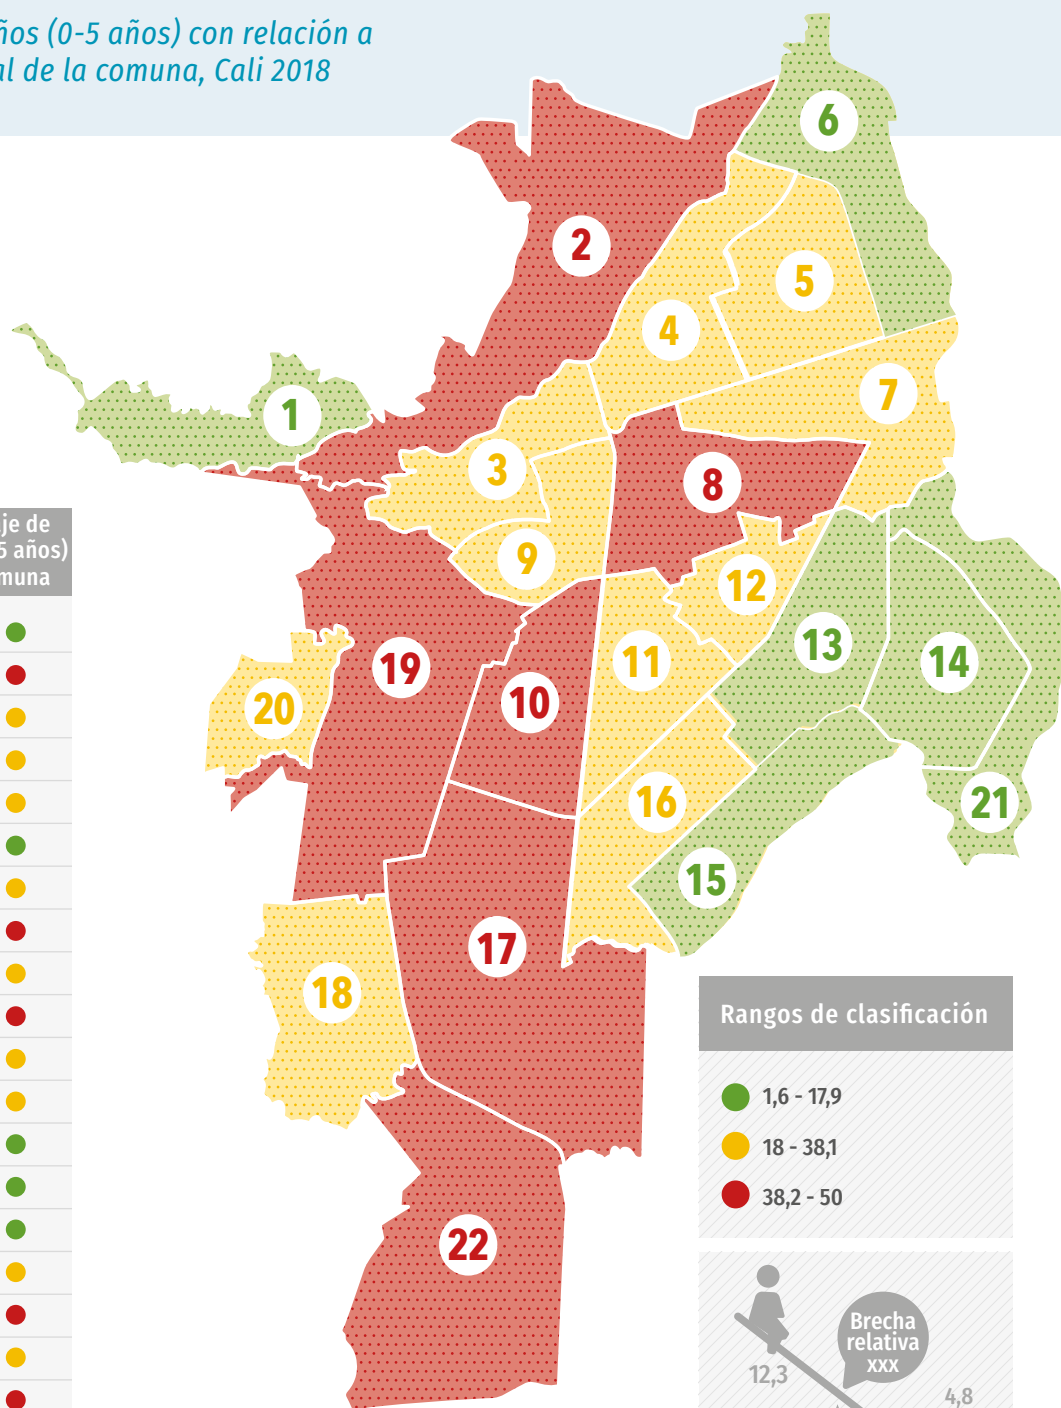 ños (0-5 años) con relación a
al de la comuna, Cali 2018
6
2
5
4
7
1
3
8
9
12
13
11
14
19
10
20
16
21
15
17
18
22
je de
5 años)
muna
Rangos de clasificación
1,6 - 17,9
18 - 38,1
38,2 - 50
Brecha
relativa
xxx
12,3
4,8